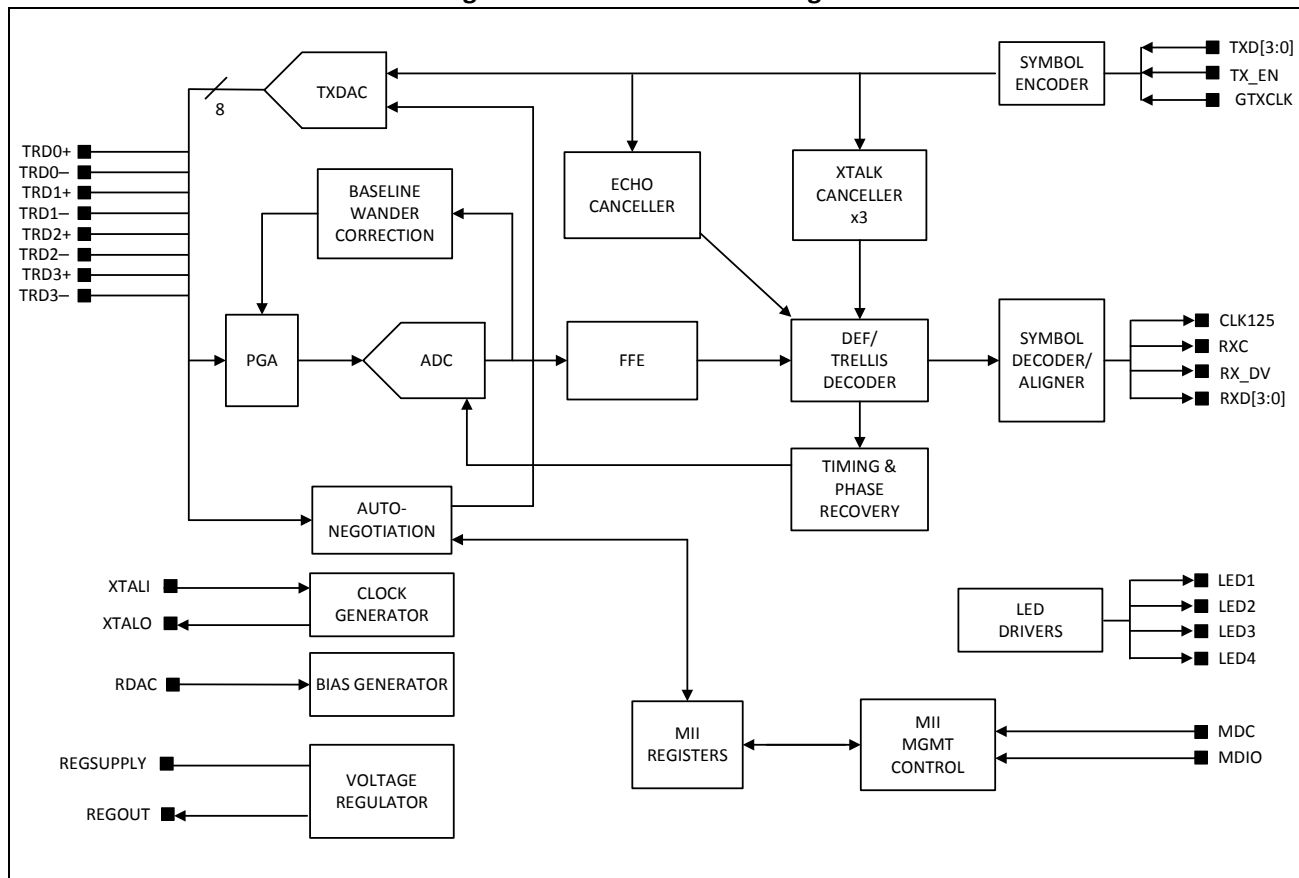 TXDAC
8
SYMBOL
ENCODER
TXD[3:0]
TX_EN
GTXCLK
TRD0+
TRD0–
TRD1+
TRD1–
TRD2+
TRD2–
TRD3+
TRD3–
BASELINE
WANDER
CORRECTION
ECHO
CANCELLER
XTALK
CANCELLER
x3
PGA
ADC
FFE
DEF/
TRELLIS
DECODER
SYMBOL
DECODER/
ALIGNER
CLK125
RXC
RX_DV
RXD[3:0]
TIMING &
PHASE
RECOVERY
AUTO-
NEGOTIATION
XTALI
XTALO
CLOCK
GENERATOR
LED
DRIVERS
LED1
LED2
LED3
LED4
RDAC
BIAS GENERATOR
MII
REGISTERS
MII
MGMT
CONTROL
MDC
MDIO
REGSUPPLY
REGOUT
VOLTAGE
REGULATOR